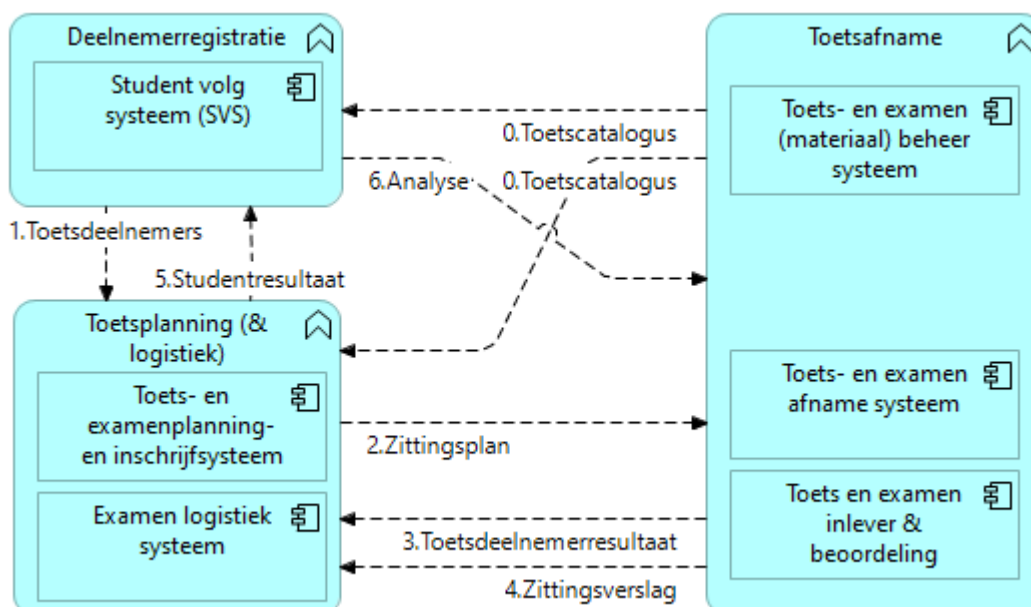 Deelnemerregistratie
Student volg
systeem (SVS)
Toetsafname
Toets- en examen
(materiaal) beheer
systeem
0.Toetscatalogus
6.Analyse
0.Toetscatalogus
1.Toetsdeelnemers
5.Studentresultaat
Toetsplanning (&
logistiek)
Toets- en
examenplanning-
en inschrijfsysteem
2.Zittingsplan
Toets- en examen
afname systeem
Examen logistiek
systeem
3.Toetsdeelnemerresultaat
4.Zittingsverslag
Toets en examen
inlever &
beoordeling